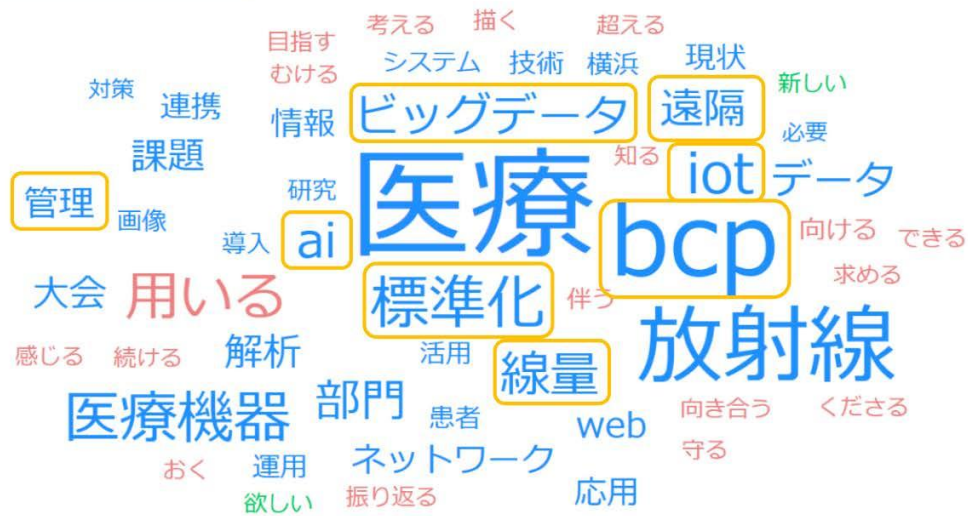 考える 描く 超える
目指す
むける システム 技術 横浜 現状
対策 連携 情報 ビッグデータ 遠隔 新しい
課題 必要
知る
管理 画像 研究 医療 iot データ
導入 ai bcp 向ける できる
大会 用いる 標準化 伴う 求める
感じる 続ける 解析 活用 線量 放射線
医療機器 部門 患者 web 向き合う くださる
おく 運用 ネットワーク 守る
欲しい 振り返る 応用